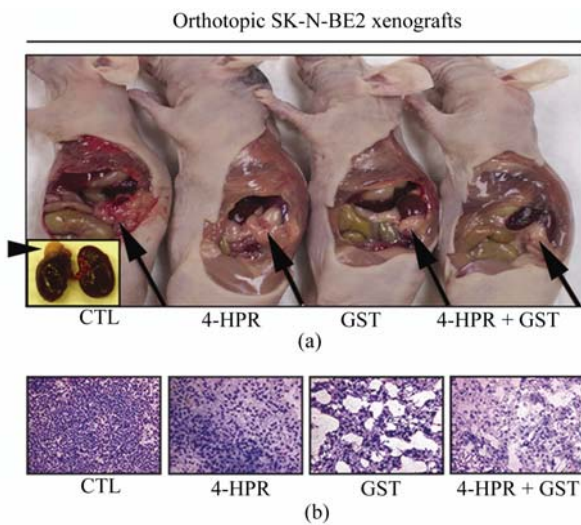 Orthotopic SK-N-BE2 xenografts
CTL 4-HPR GST 4-HPR + GST
(a)
CTL 4-HPR GST 4-HPR + GST
(b)